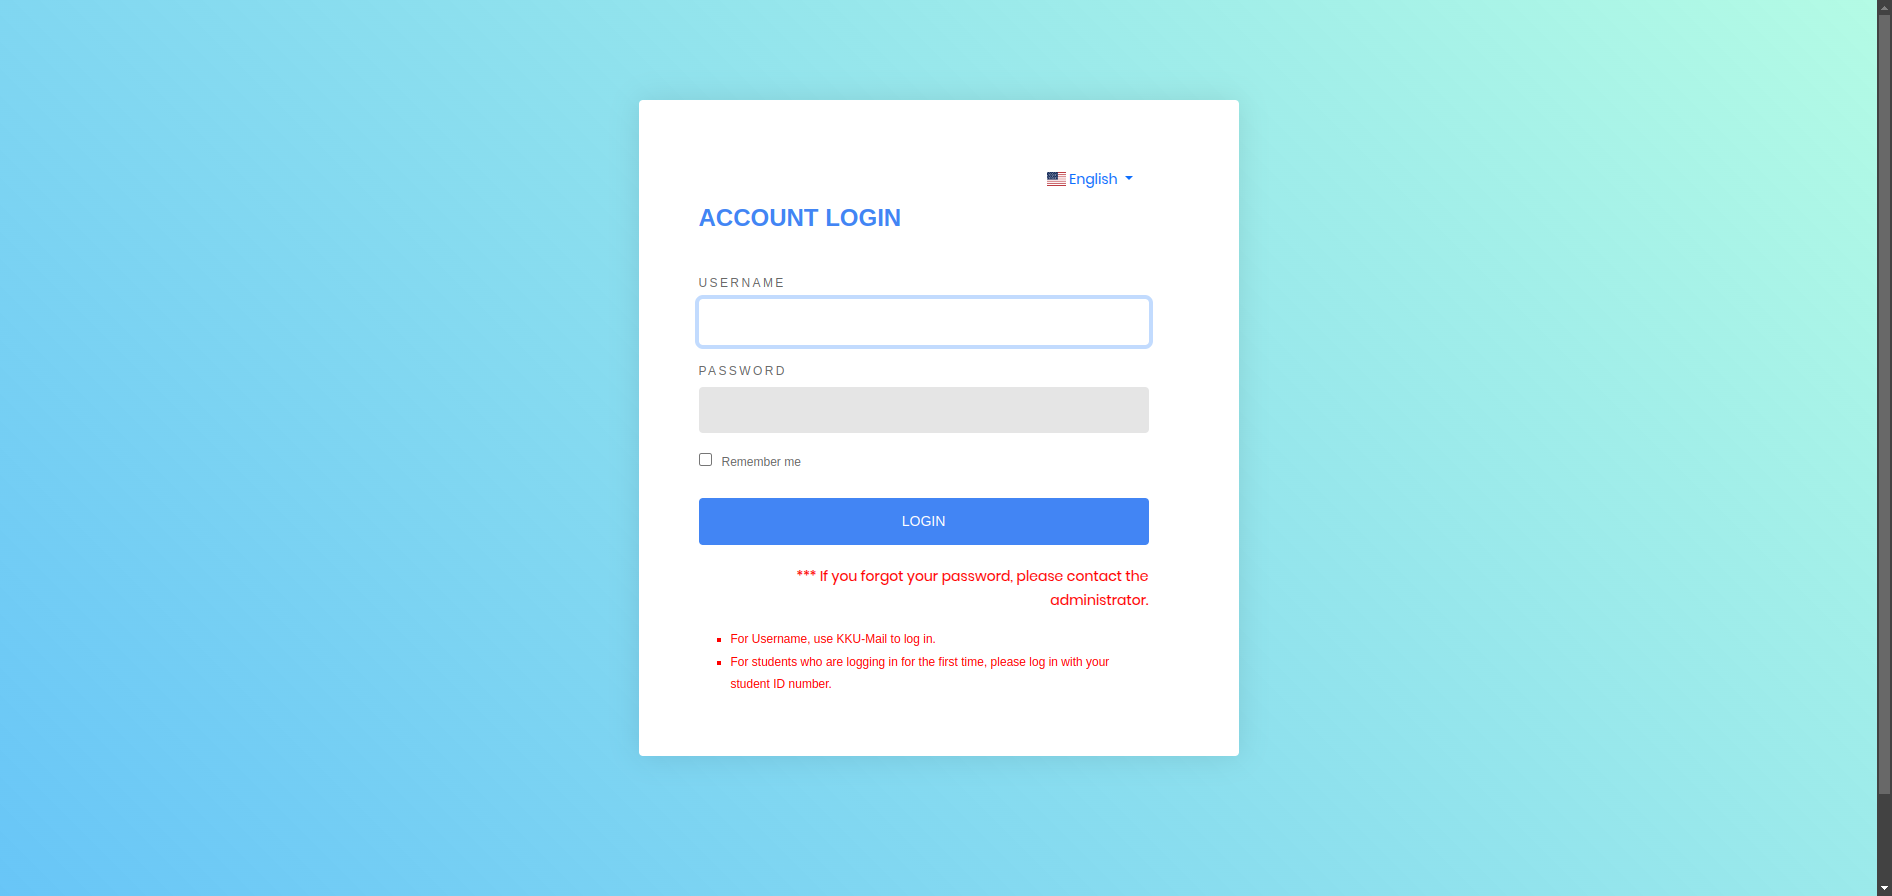 English
ACCOUNT LOGIN
USERNAME
PASSWORD
Remember me
LOGIN
*** If you forgot your password, please contact the
administrator.
For Username, use KKU-Mail to log in.
For students who are logging in for the first time, please log in with your
student ID number.